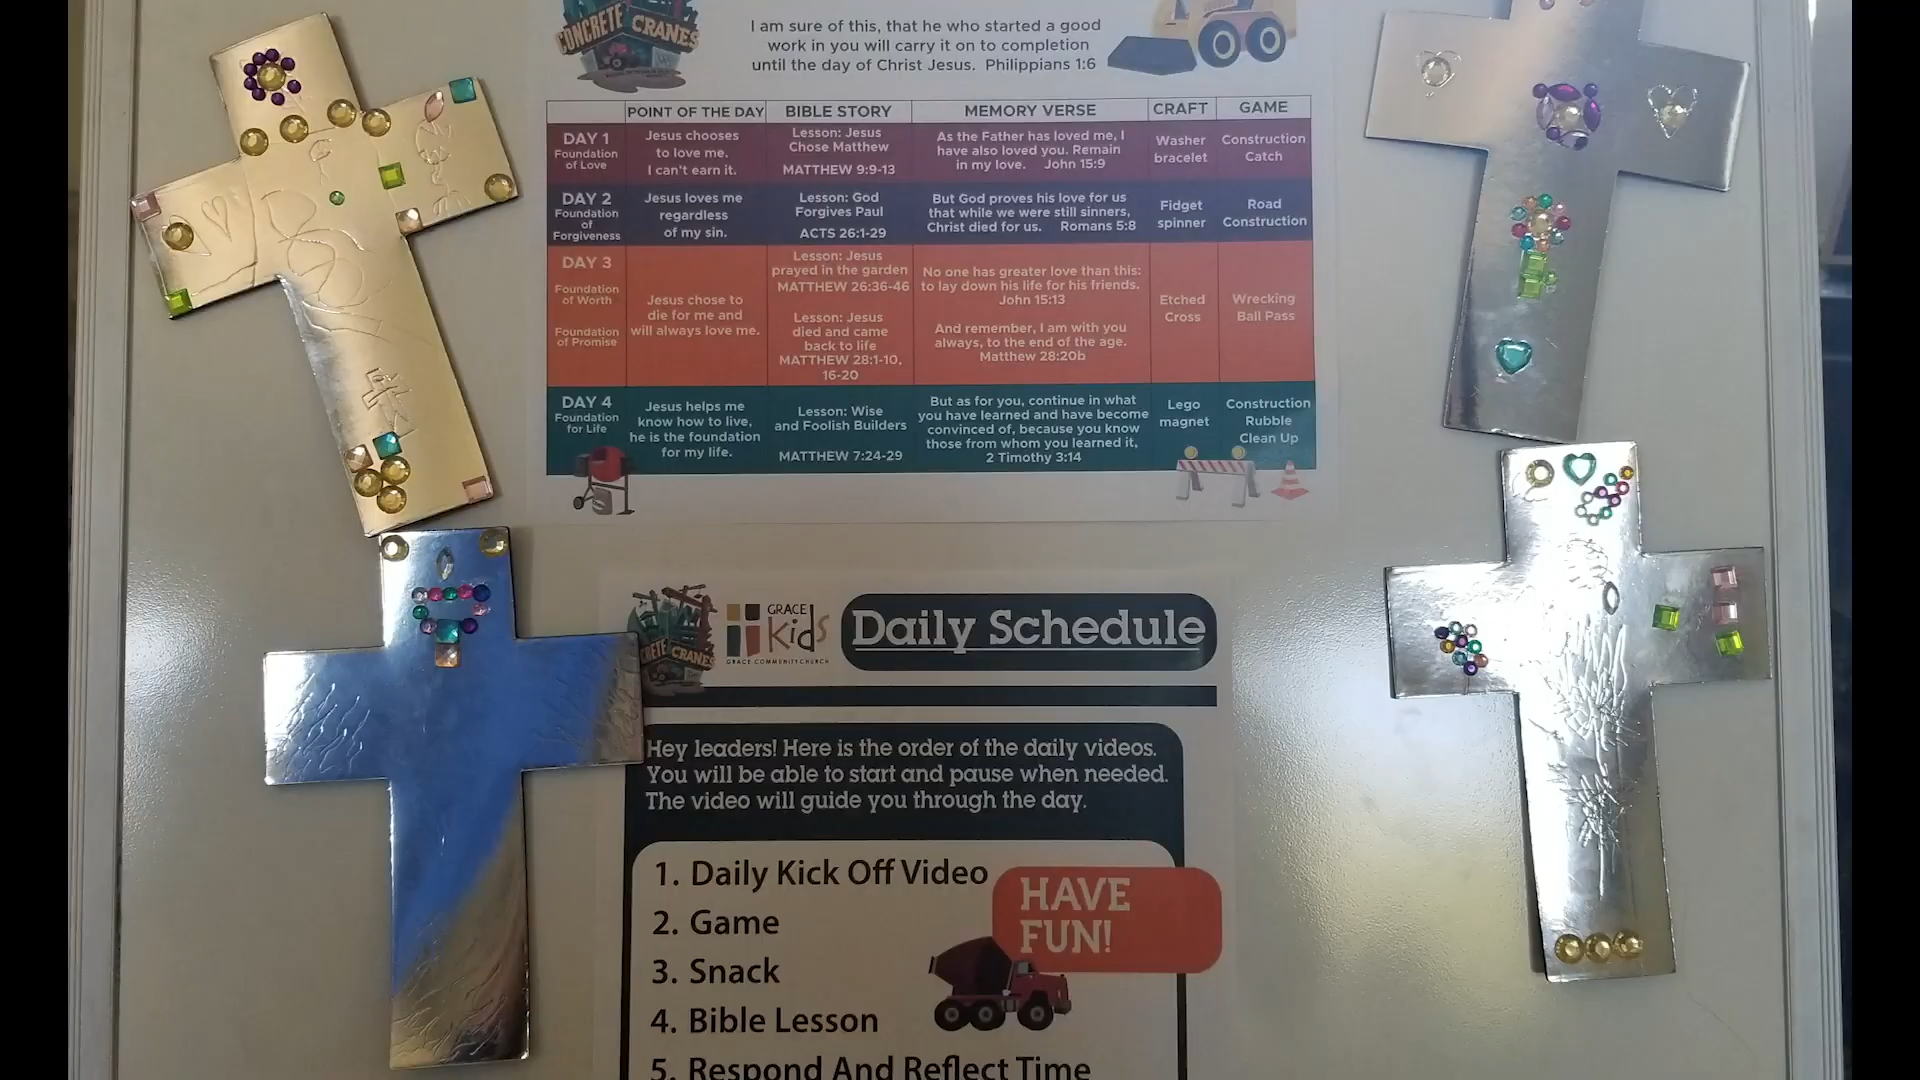 CONCRETE CRANES
I am sure of this, that he who started a good
work in you will carry it on to completion
until the day of Christ Jesus. Philippians 1:6
POINT OF THE DAY BIBLE STORY MEMORY VERSE CRAFT GAME
DAY 1
Foundation
of Love
Jesus chooses
to love me.
I can't earn it.
Lesson: Jesus
Chose Matthew
MATTHEW 9:9-13
As the Father has loved me, I
have also loved you. Remain
in my love. John 15:9
Washer
bracelet
Construction
Catch
DAY 2
Foundation
of
Forgiveness
Jesus loves me
regardless
of my sin.
Lesson: God
Forgives Paul
ACTS 26:1-29
But God proves his love for us
that while we were still sinners,
Christ died for us. Romans 5:8
Fidget
spinner
Road
Construction
DAY 3
Foundation
of Worth
Foundation
of Promise
Jesus chose to
die for me and
will always love me.
Lesson: Jesus
prayed in the garden
MATTHEW 26:36-46
Lesson: Jesus
died and came
back to life
MATTHEW 28:1-10,
16-20
No one has greater love than this:
to lay down his life for his friends.
John 15:13
And remember, I am with you
always, to the end of the age.
Matthew 28:20b
Etched
Cross
Wrecking
Ball Pass
DAY 4
Foundation
for Life
Jesus helps me
know how to live,
he is the foundation
for my life.
Lesson: Wise
and Foolish Builders
MATTHEW 7:24-29
But as for you, continue in what
you have learned and have become
convinced of, because you know
those from whom you learned it,
2 Timothy 3:14
Lego
magnet
Construction
Rubble
Clean Up
CRETE CRANES
GRACE
Kids
GRACE COMMUNITY CHURCH
Daily Schedule
Hey leaders! Here is the order of the daily videos.
You will be able to start and pause when needed.
The video will guide you through the day.
1. Daily Kick Off Video
2. Game
3. Snack
4. Bible Lesson
5. Respond And Reflect Time
HAVE
FUN!